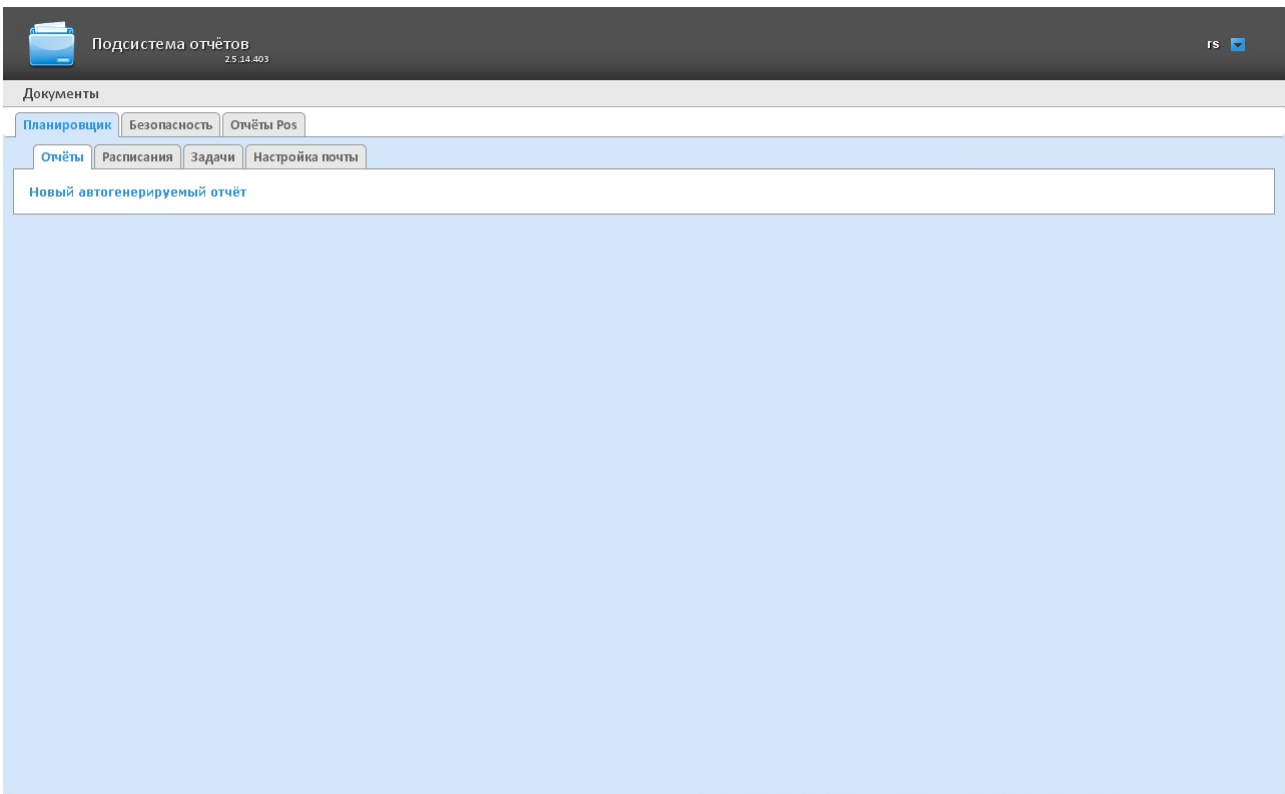 Подсистема отчётов
2.5.14.403
rs
Документы
Планировщик Безопасность Отчёты Pos
Отчёты Расписания Задачи Настройка почты
Новый автогенерируемый отчёт